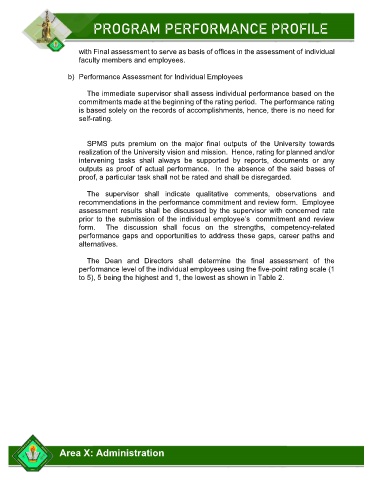 PROGRAM PERFORMANCE PROFILE
with Final assessment to serve as basis of offices in the assessment of individual
faculty members and employees.
b) Performance Assessment for Individual Employees
The immediate supervisor shall assess individual performance based on the
commitments made at the beginning of the rating period. The performance rating
is based solely on the records of accomplishments, hence, there is no need for
self-rating.
SPMS puts premium on the major final outputs of the University towards
realization of the University vision and mission. Hence, rating for planned and/or
intervening tasks shall always be supported by reports, documents or any
outputs as proof of actual performance. In the absence of the said bases of
proof, a particular task shall not be rated and shall be disregarded.
The supervisor shall indicate qualitative comments, observations and
recommendations in the performance commitment and review form. Employee
assessment results shall be discussed by the supervisor with concerned rate
prior to the submission of the individual employee's commitment and review
form. The discussion shall focus on the strengths, competency-related
performance gaps and opportunities to address these gaps, career paths and
alternatives.
The Dean and Directors shall determine the final assessment of the
performance level of the individual employees using the five-point rating scale (1
to 5), 5 being the highest and 1, the lowest as shown in Table 2.
Area X: Administration